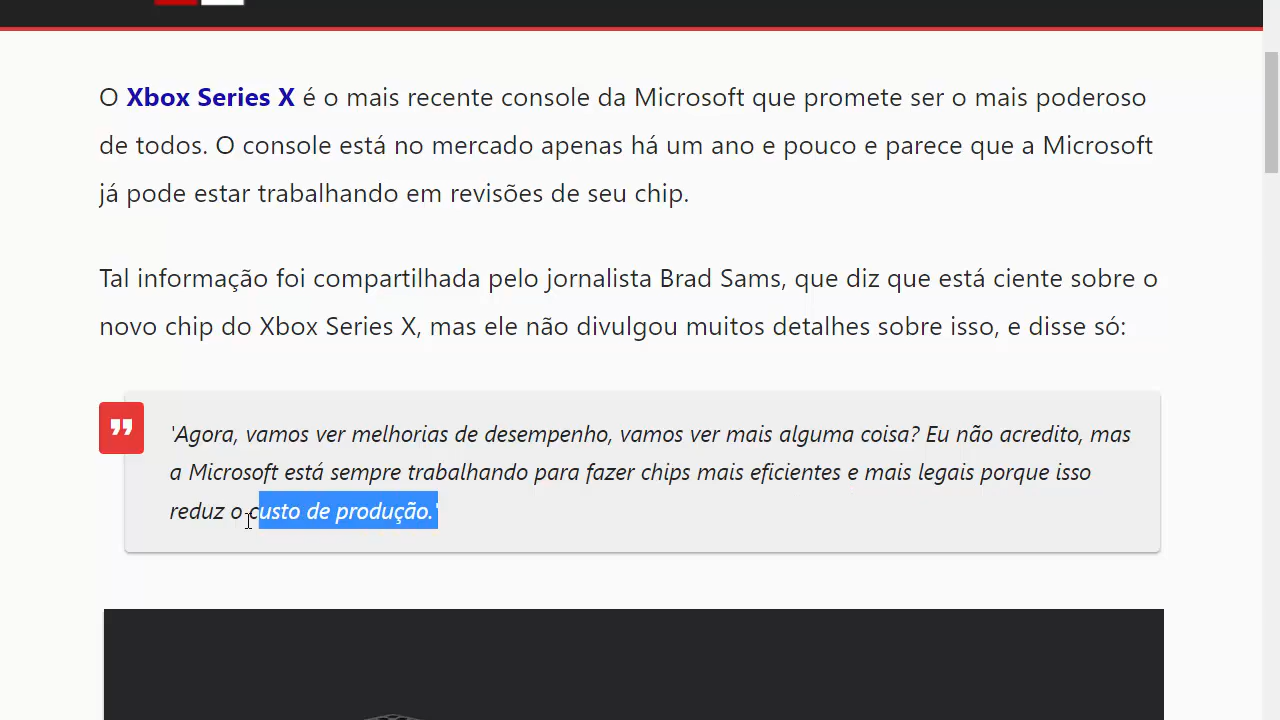 O Xbox Series X é o mais recente console da Microsoft que promete ser o mais poderoso
de todos. O console está no mercado apenas há um ano e pouco e parece que a Microsoft
já pode estar trabalhando em revisões de seu chip.
Tal informação foi compartilhada pelo jornalista Brad Sams, que diz que está ciente sobre o
novo chip do Xbox Series X, mas ele não divulgou muitos detalhes sobre isso, e disse só:
'Agora, vamos ver melhorias de desempenho, vamos ver mais alguma coisa? Eu não acredito, mas
a Microsoft está sempre trabalhando para fazer chips mais eficientes e mais legais porque isso
reduz o custo de produção.'